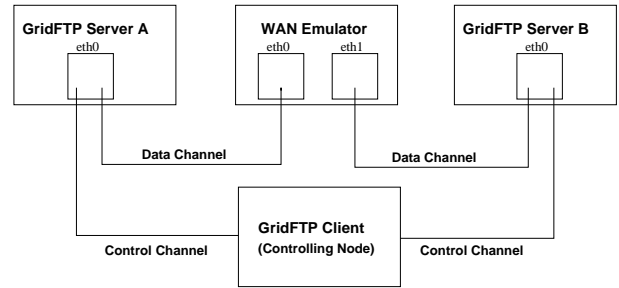 GridFTP Server A
eth0
WAN Emulator
eth0
eth1
GridFTP Server B
eth0
Data Channel
Data Channel
GridFTP Client
(Controlling Node)
Control Channel
Control Channel